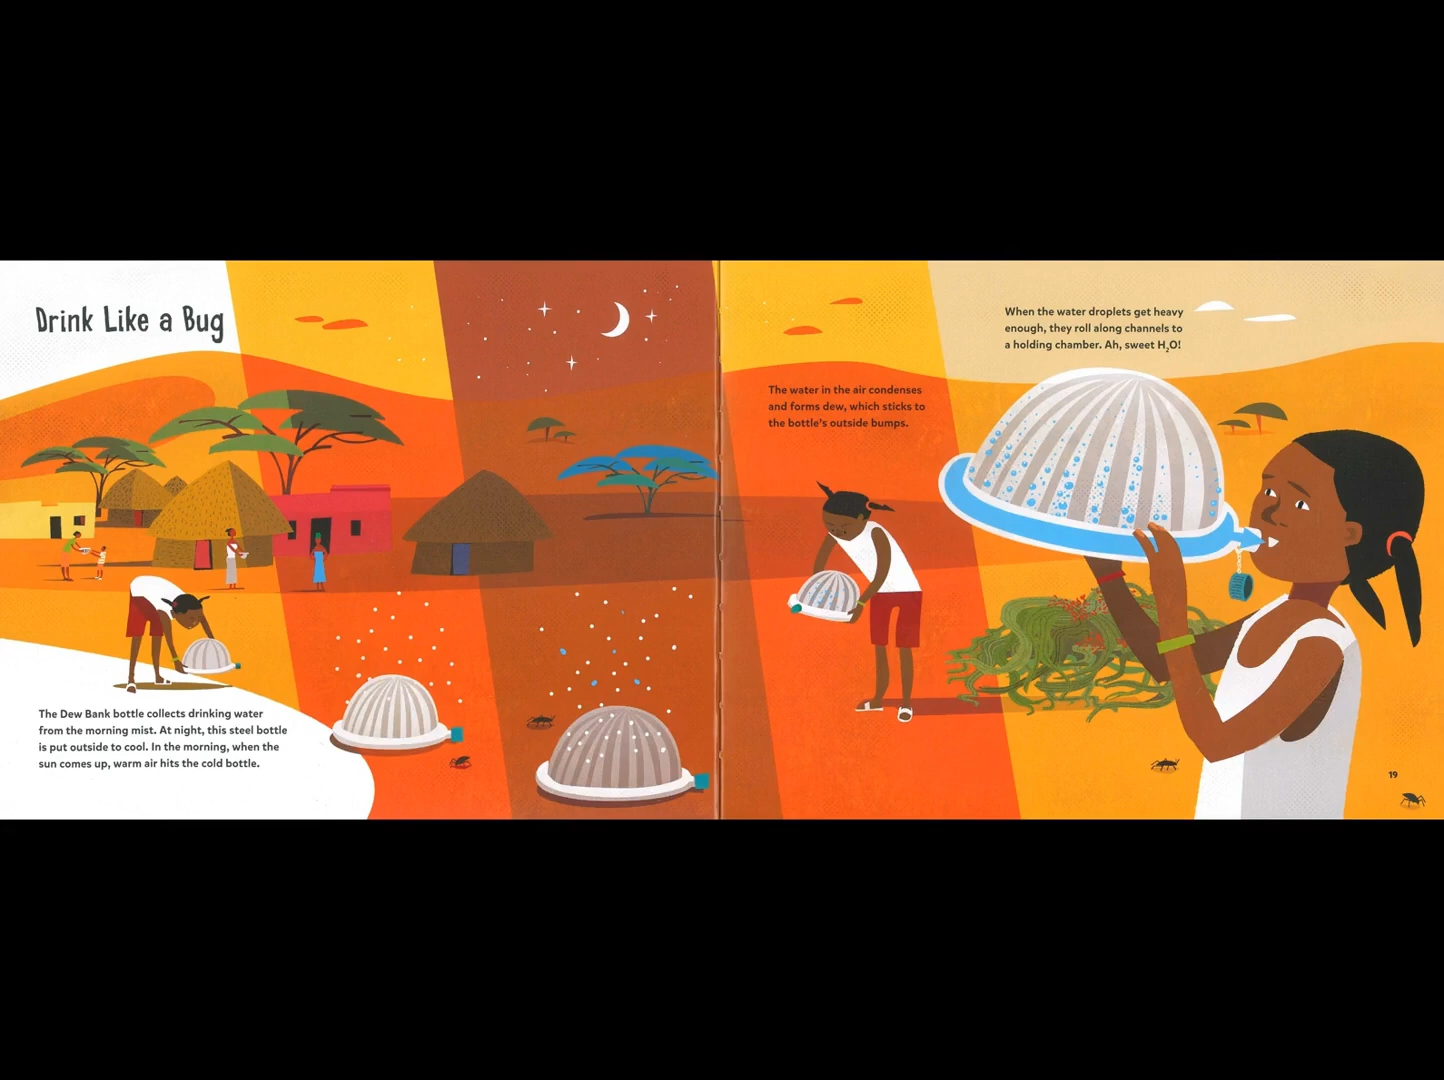 Drink Like a Bug
The Dew Bank bottle collects drinking water
from the morning mist. At night, this steel bottle
is put outside to cool. In the morning, when the
sun comes up, warm air hits the cold bottle.
The water in the air condenses
and forms dew, which sticks to
the bottle's outside bumps.
When the water droplets get heavy
enough, they roll along channels to
a holding chamber. Ah, sweet H₂O!
19